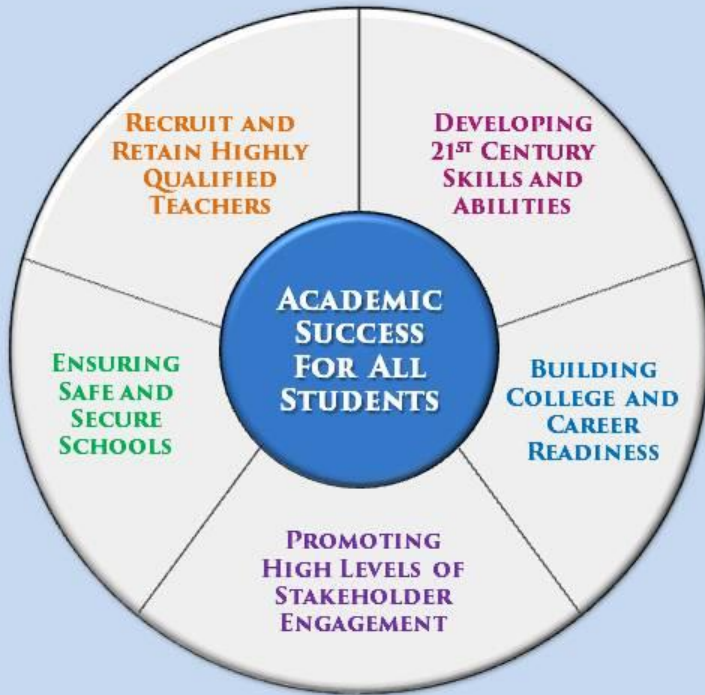 RECRUIT AND
RETAIN HIGHLY
QUALIFIED
TEACHERS
DEVELOPING
21ST CENTURY
SKILLS AND
ABILITIES
ACADEMIC
SUCCESS
FOR ALL
STUDENTS
ENSURING
SAFE AND
SECURE
SCHOOLS
BUILDING
COLLEGE AND
CAREER
READINESS
PROMOTING
HIGH LEVELS OF
STAKEHOLDER
ENGAGEMENT